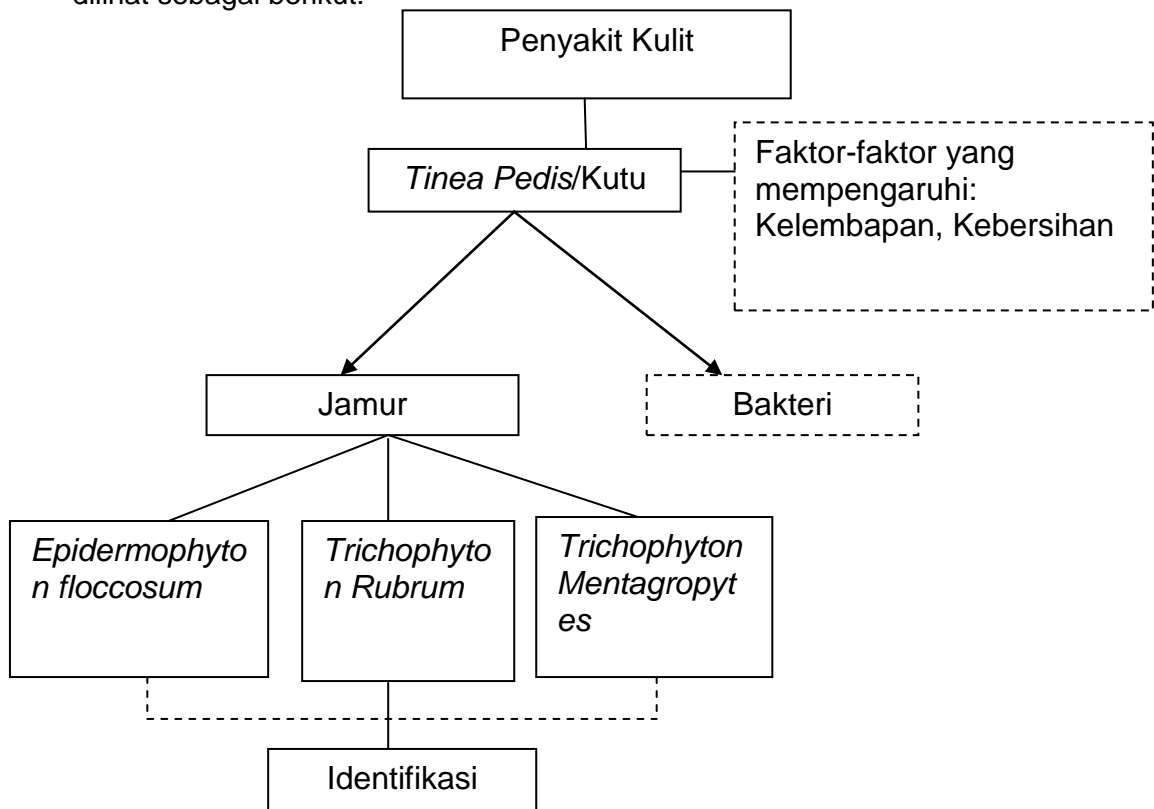 dilihat sebagai berikut:
Penyakit Kulit
Tinea Pedis/Kutu
Faktor-faktor yang
mempengaruhi:
Kelembapan, Kebersihan
Jamur
Bakteri
Epidermophyto
n floccosum
Trichophyto
n Rubrum
Trichophyton
Mentagropyt
es
Identifikasi